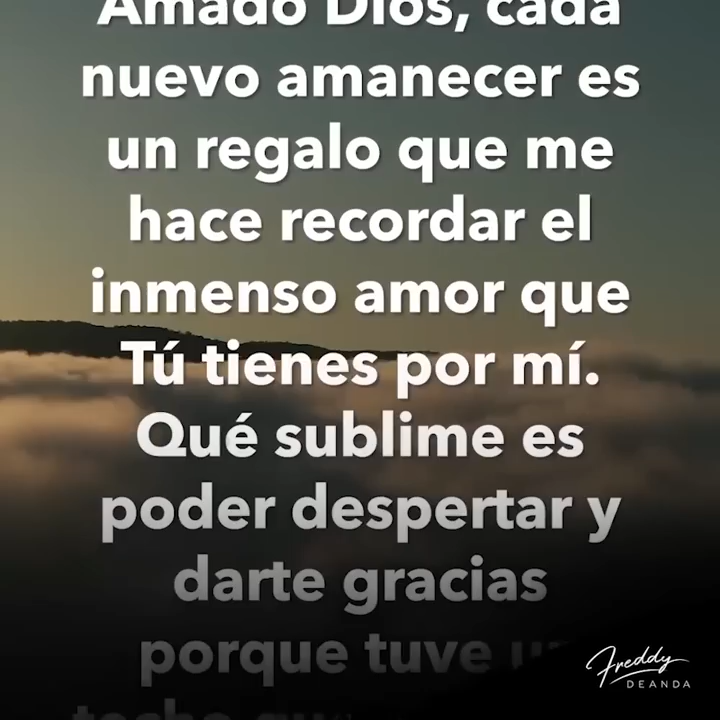 Amado Dios, cada
nuevo amanecer es
un regalo que me
hace recordar el
inmenso amor que
Tú tienes por mí.
Qué sublime es
poder despertar y
darte gracias
porque tuve un
Freddy
DEANDA